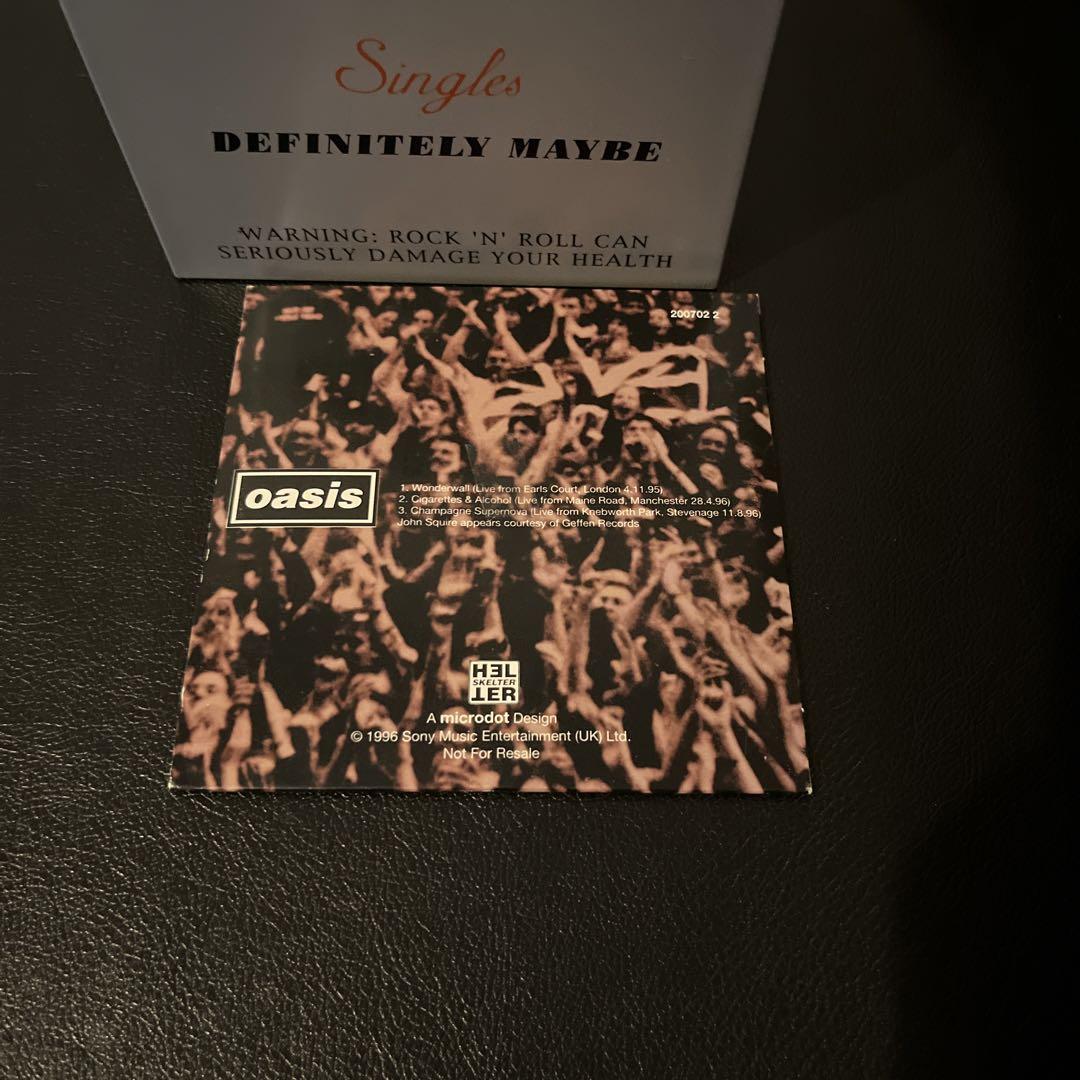 Singles
DEFINITELY MAYBE
WARNING: ROCK 'N' ROLL CAN
SERIOUSLY DAMAGE YOUR HEALTH
200702 2
oasis
1. Wonderwall (Live from Earls Court, London 4.11.95)
2. Cigarettes & Alcohol (Live from Maine Road, Manchester 28.4.96)
3. Champagne Supernova (Live from Knebworth Park, Stevenage 11.8.96)
John Squire appears courtesy of Geffen Records
HEL
SKELTER
TER
A microdot Design
© 1996 Sony Music Entertainment (UK) Ltd.
Not For Resale